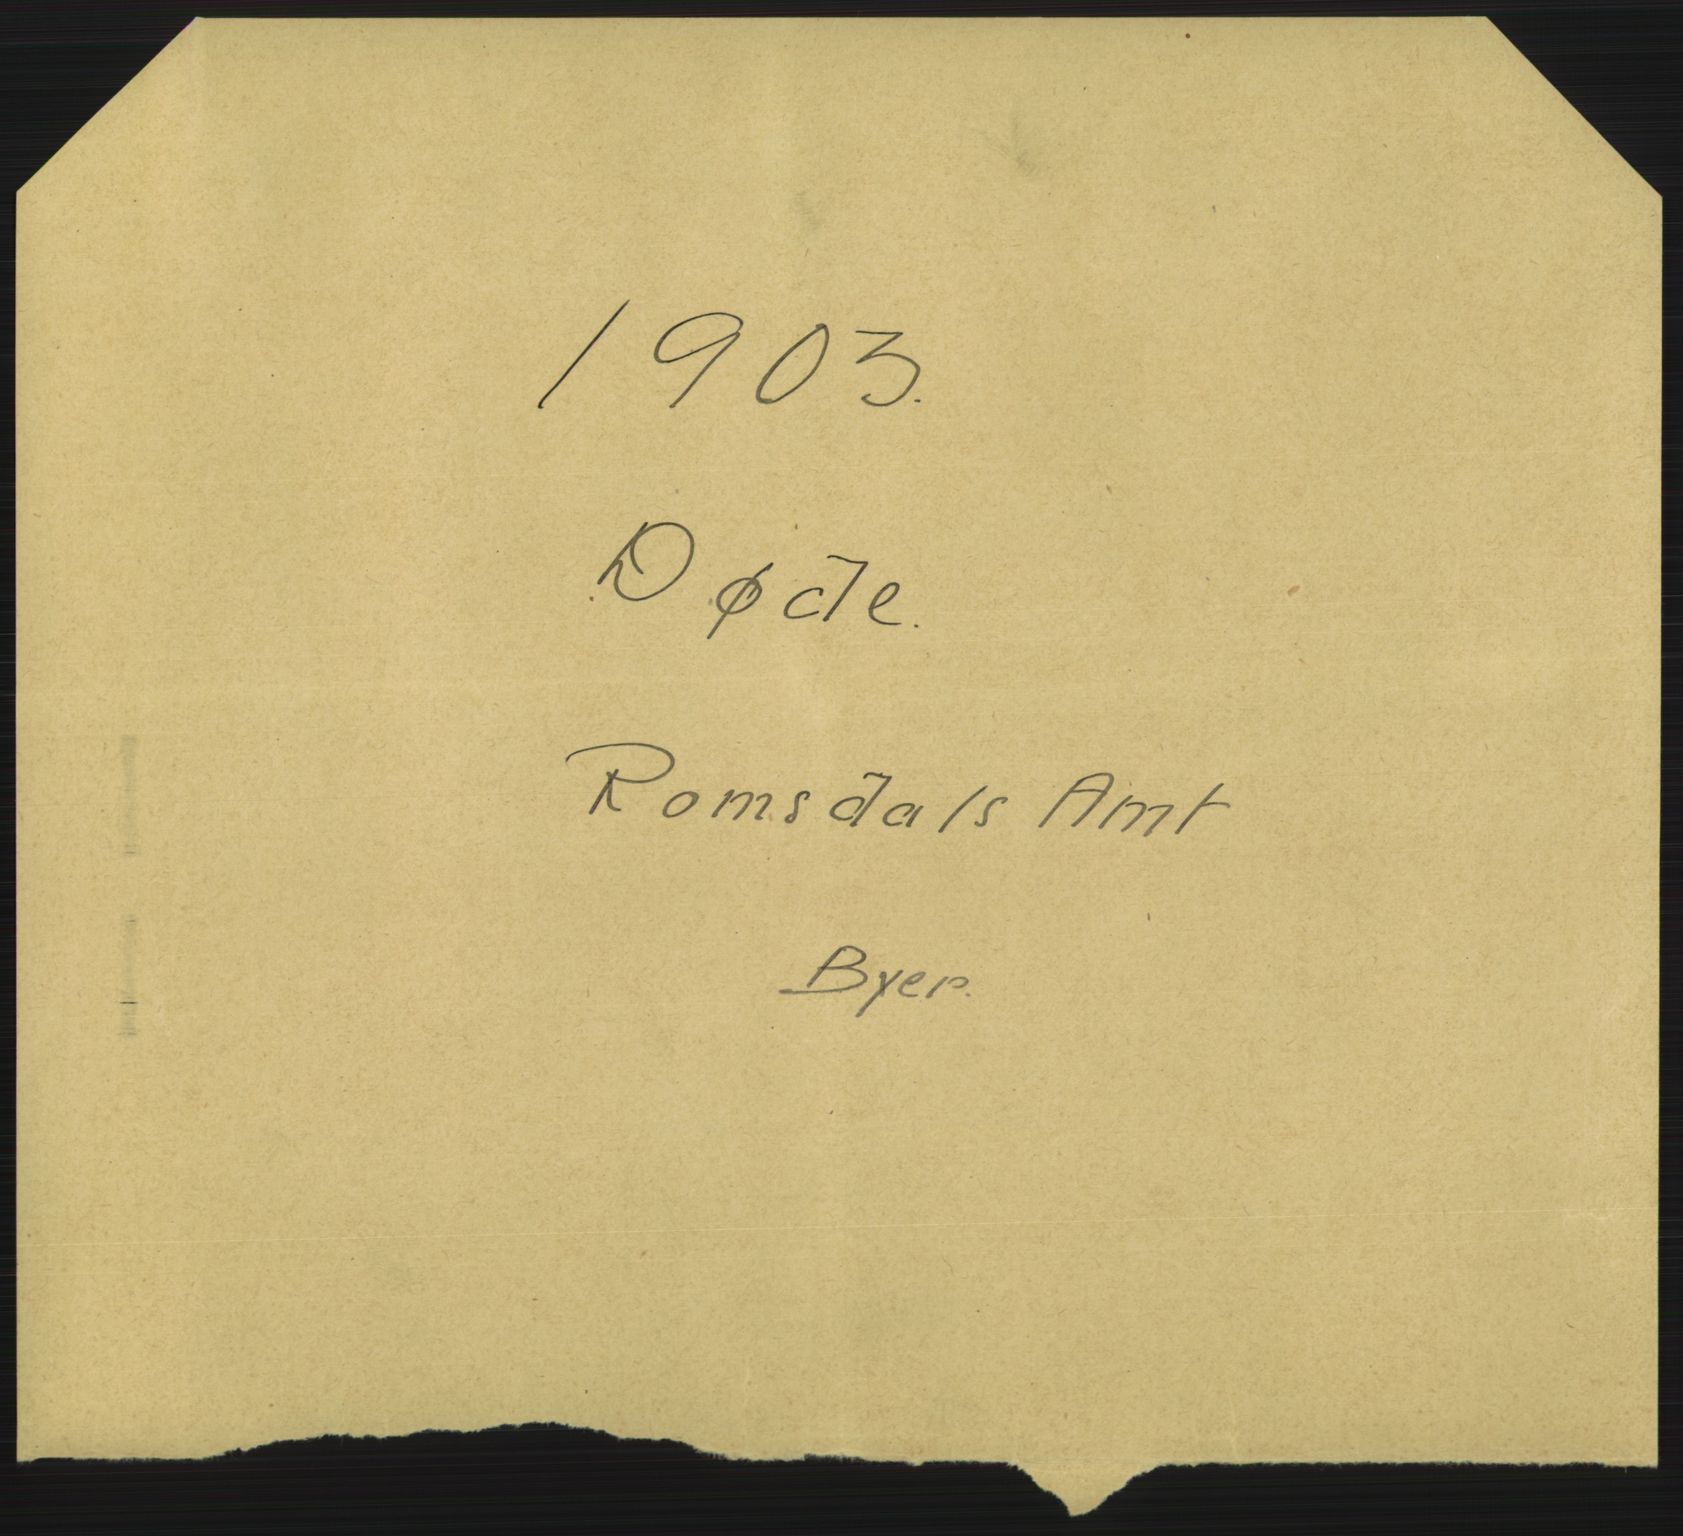 1903.
Døde.
Romsdals Amt
Byer.